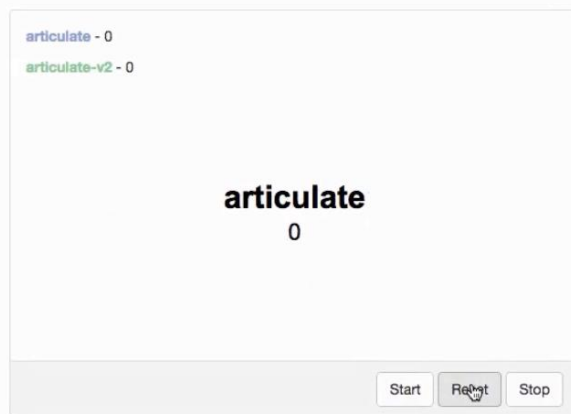 articulate - 0
articulate-v2 - 0
articulate
0
Start Reset Stop